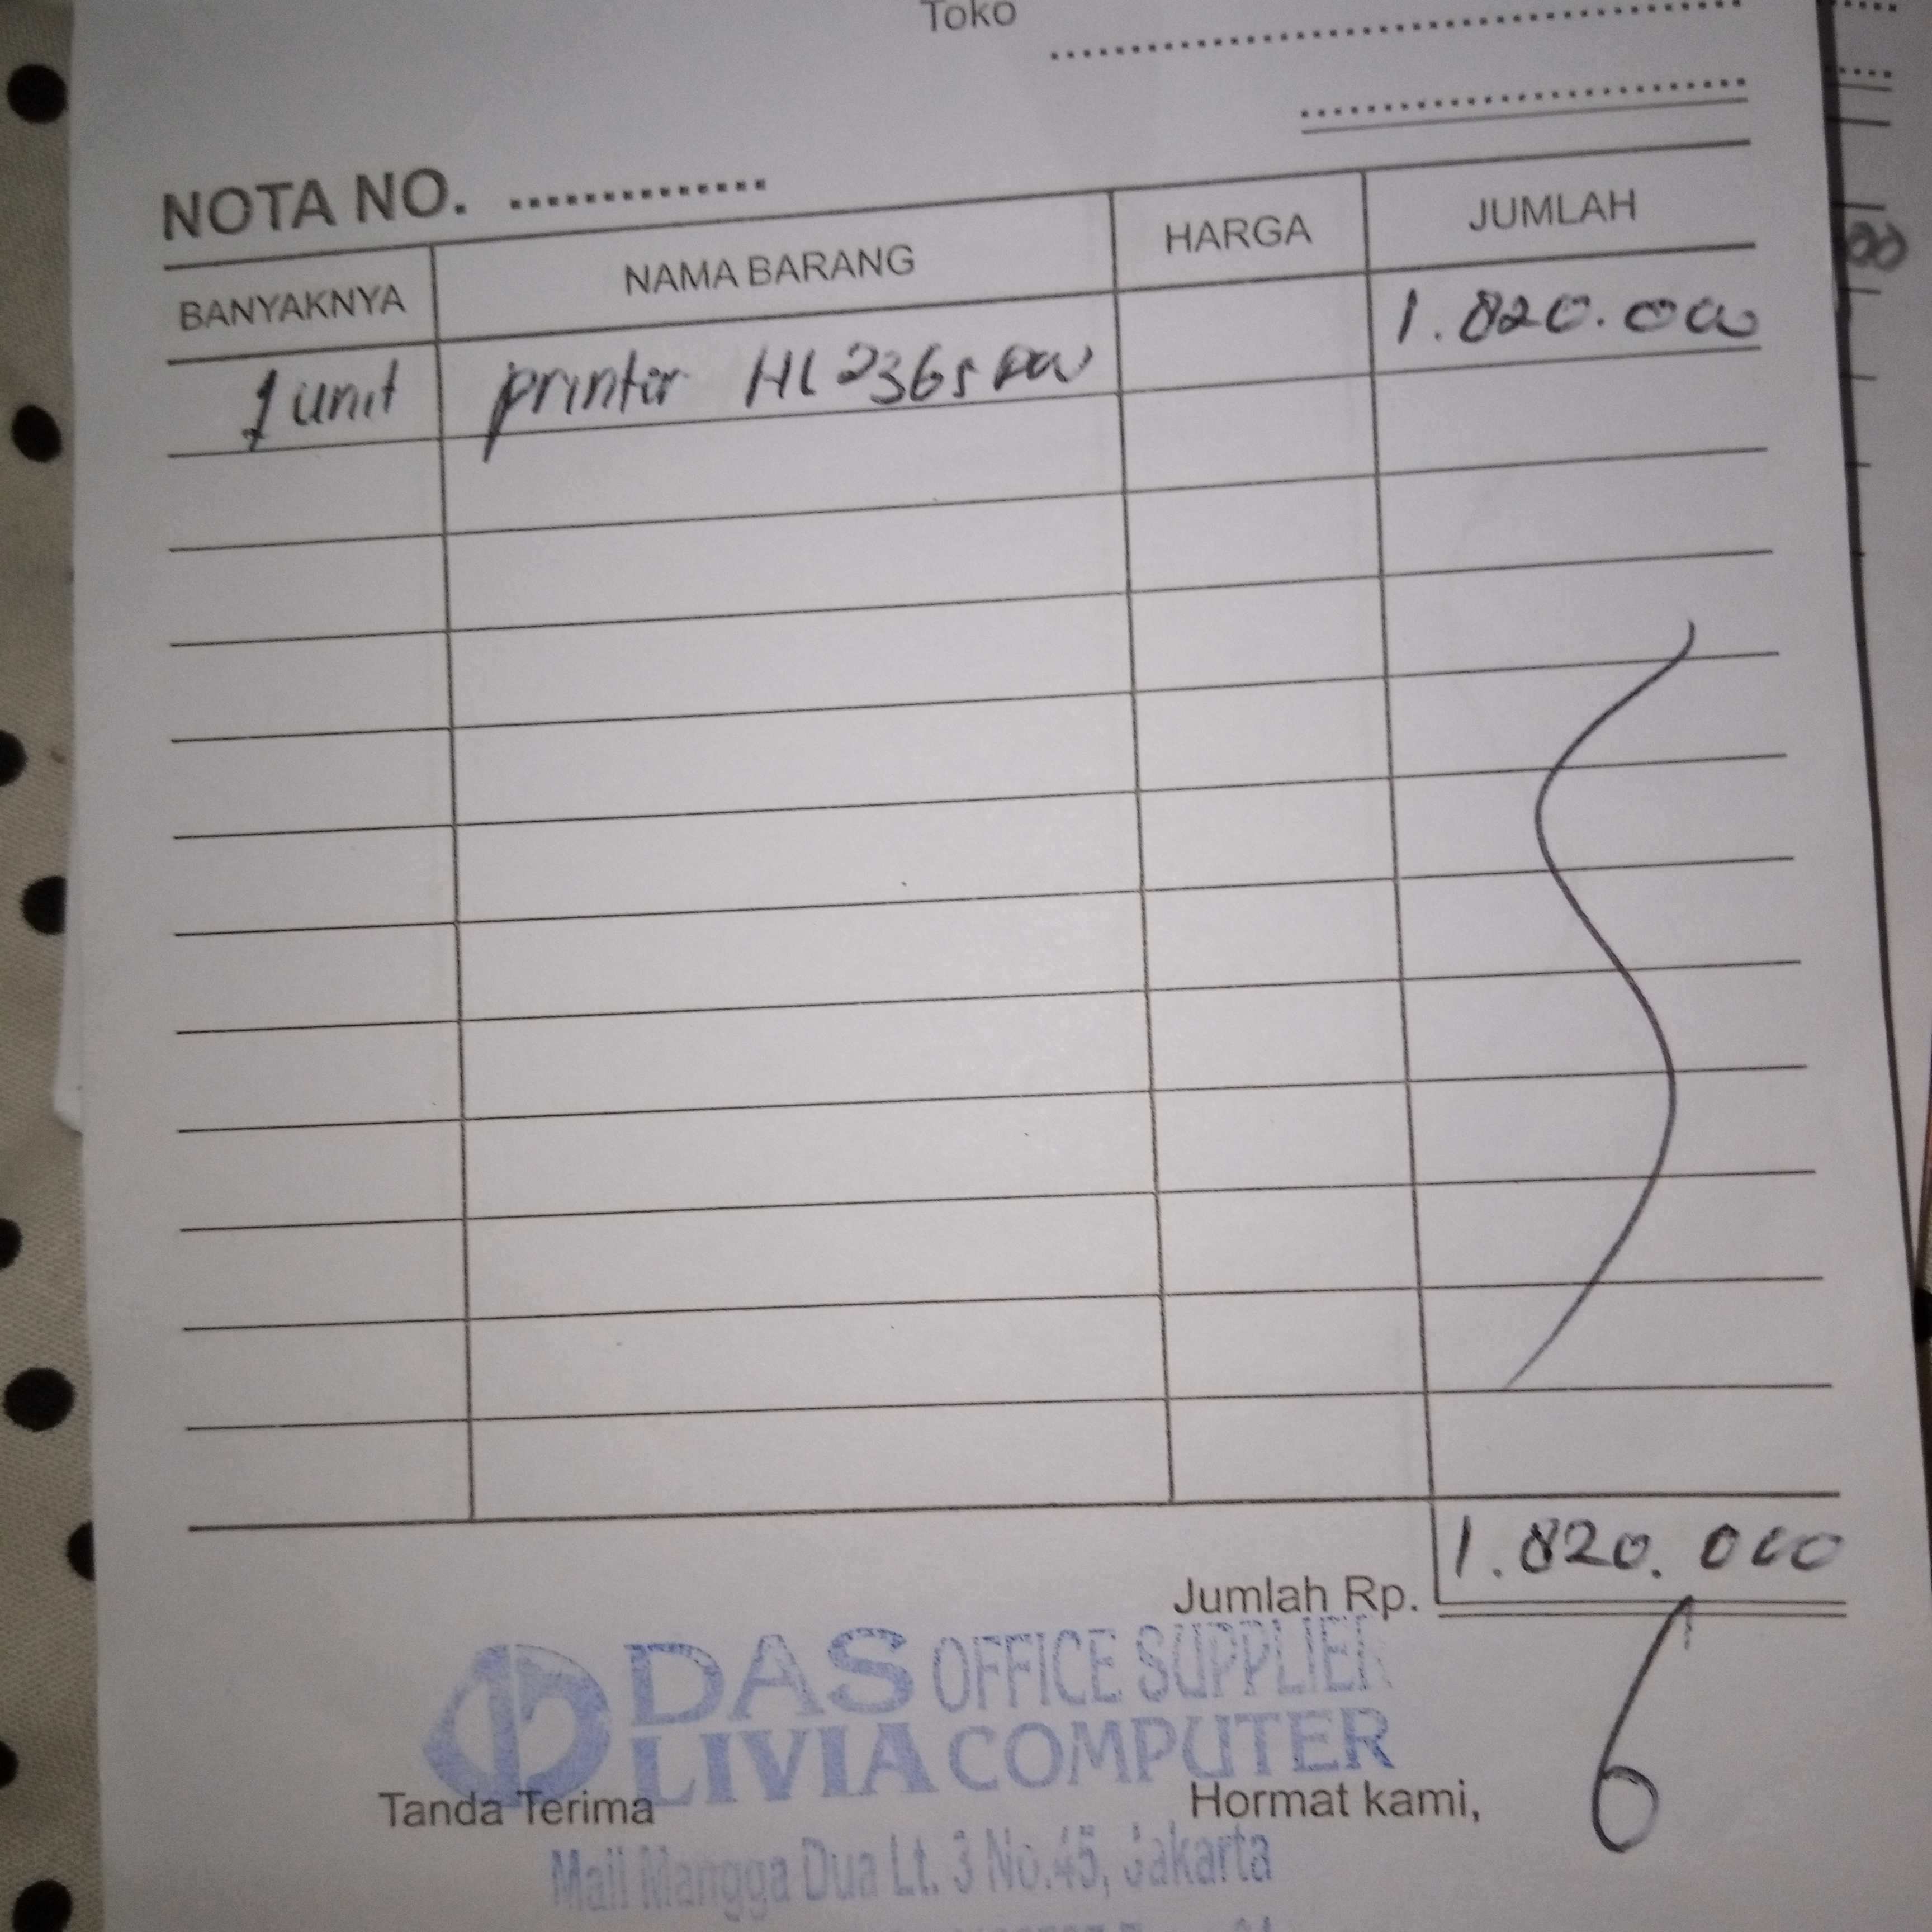 Toko
NOTA NO.
BANYAKNYA NAMA BARANG HARGA JUMLAH
1 unit printer HL 2365 DW 1.820.000
Jumlah Rp. 1.820.000
DAS OFFICE SUPPLIER
LIVIA COMPUTER
Tanda Terima Hormat kami,
Mall Mangga Dua Lt. 3 No.45, Jakarta